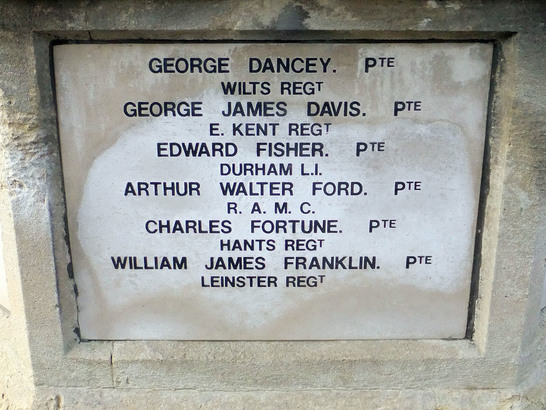 GEORGE DANCEY. PTE
WILTS REGT
GEORGE JAMES DAVIS. PTE
E. KENT REGT
EDWARD FISHER. PTE
DURHAM L.I.
ARTHUR WALTER FORD. PTE
R. A. M. C.
CHARLES FORTUNE. PTE
HANTS REGT
WILLIAM JAMES FRANKLIN. PTE
LEINSTER REGT